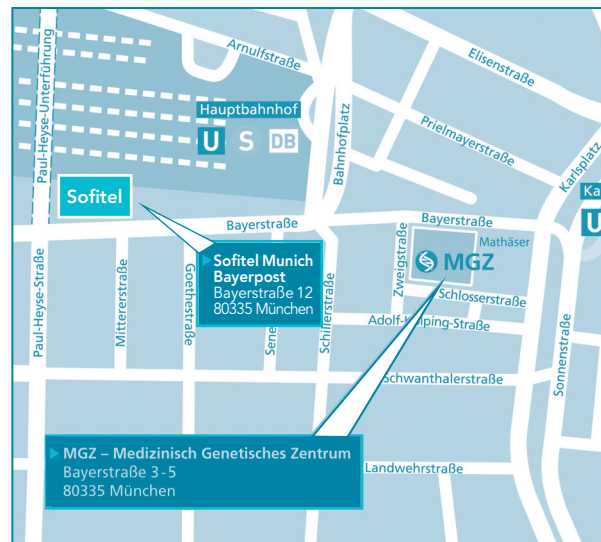 Arnulfstraße
Elisenstraße
Paul-Heyse-Unterführung
Hauptbahnhof
U S DB
Prielmayerstraße
Bahnhofplatz
Karlsplatz
Sofitel
U
Bayerstraße
Bayerstraße
Mathäser
MGZ
Sofitel Munich
Bayerpost
Bayerstraße 12
80335 München
Zweigstraße
Schlosserstraße
Paul-Heyse-Straße
Mittererstraße
Goethestraße
Schillerstraße
Adolf-Kolping-Straße
Sonnenstraße
Schwanthalerstraße
MGZ – Medizinisch Genetisches Zentrum
Bayerstraße 3-5
80335 München
Landwehrstraße